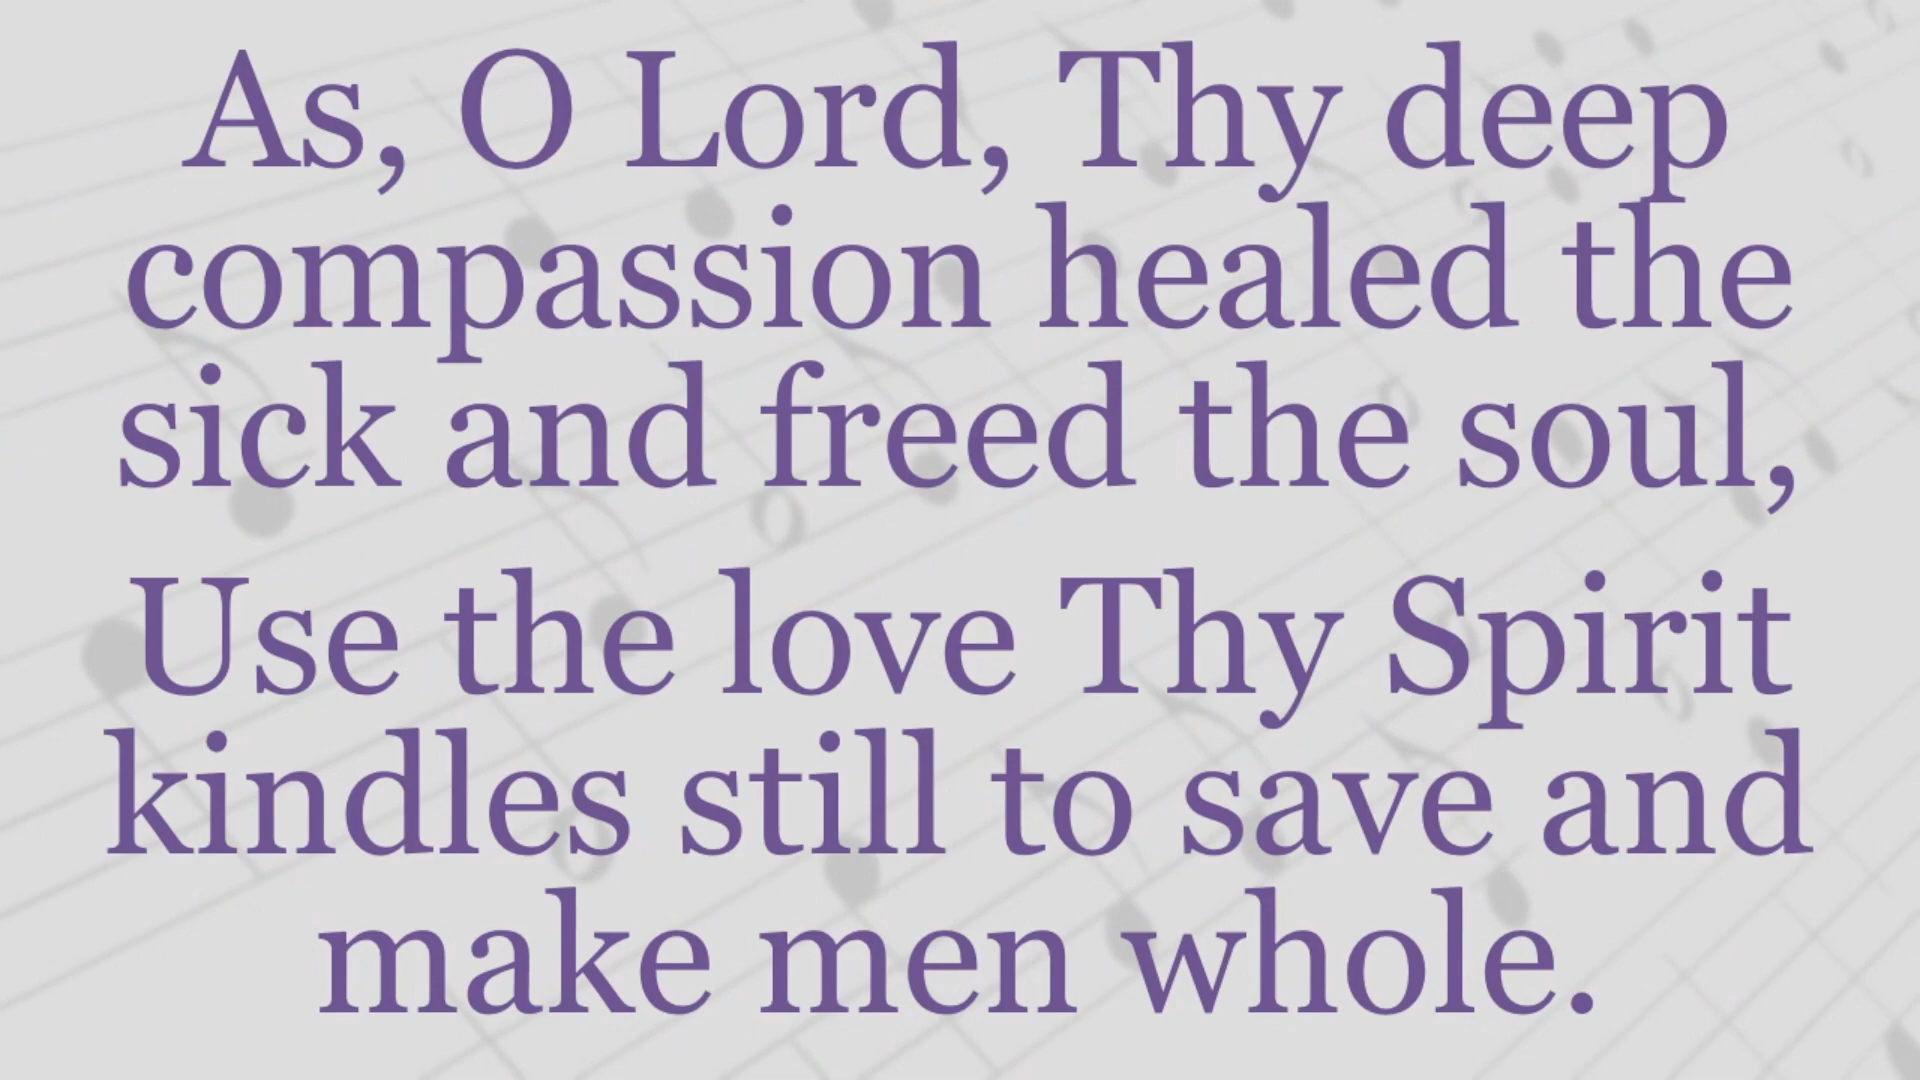 As, O Lord, Thy deep
compassion healed the
sick and freed the soul,
Use the love Thy Spirit
kindles still to save and
make men whole.